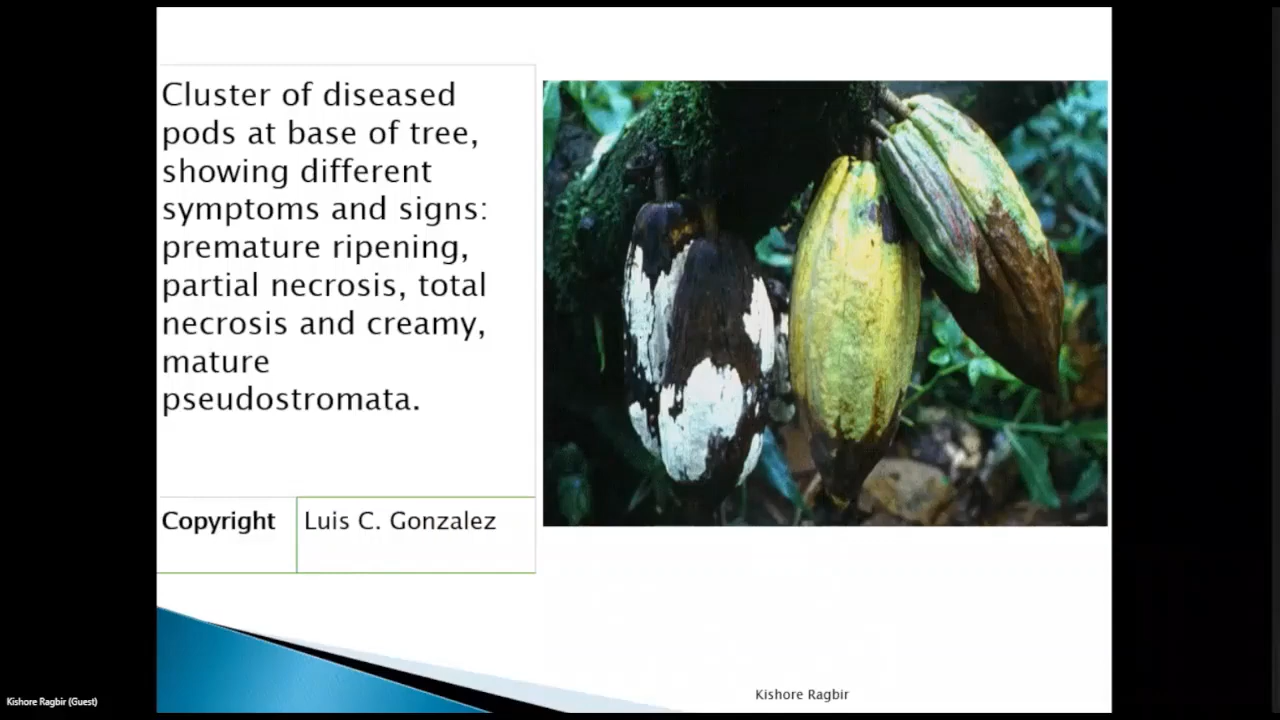 Cluster of diseased
pods at base of tree,
showing different
symptoms and signs:
premature ripening,
partial necrosis, total
necrosis and creamy,
mature
pseudostromata.
Copyright Luis C. Gonzalez
Kishore Ragbir
Kishore Ragbir (Guest)